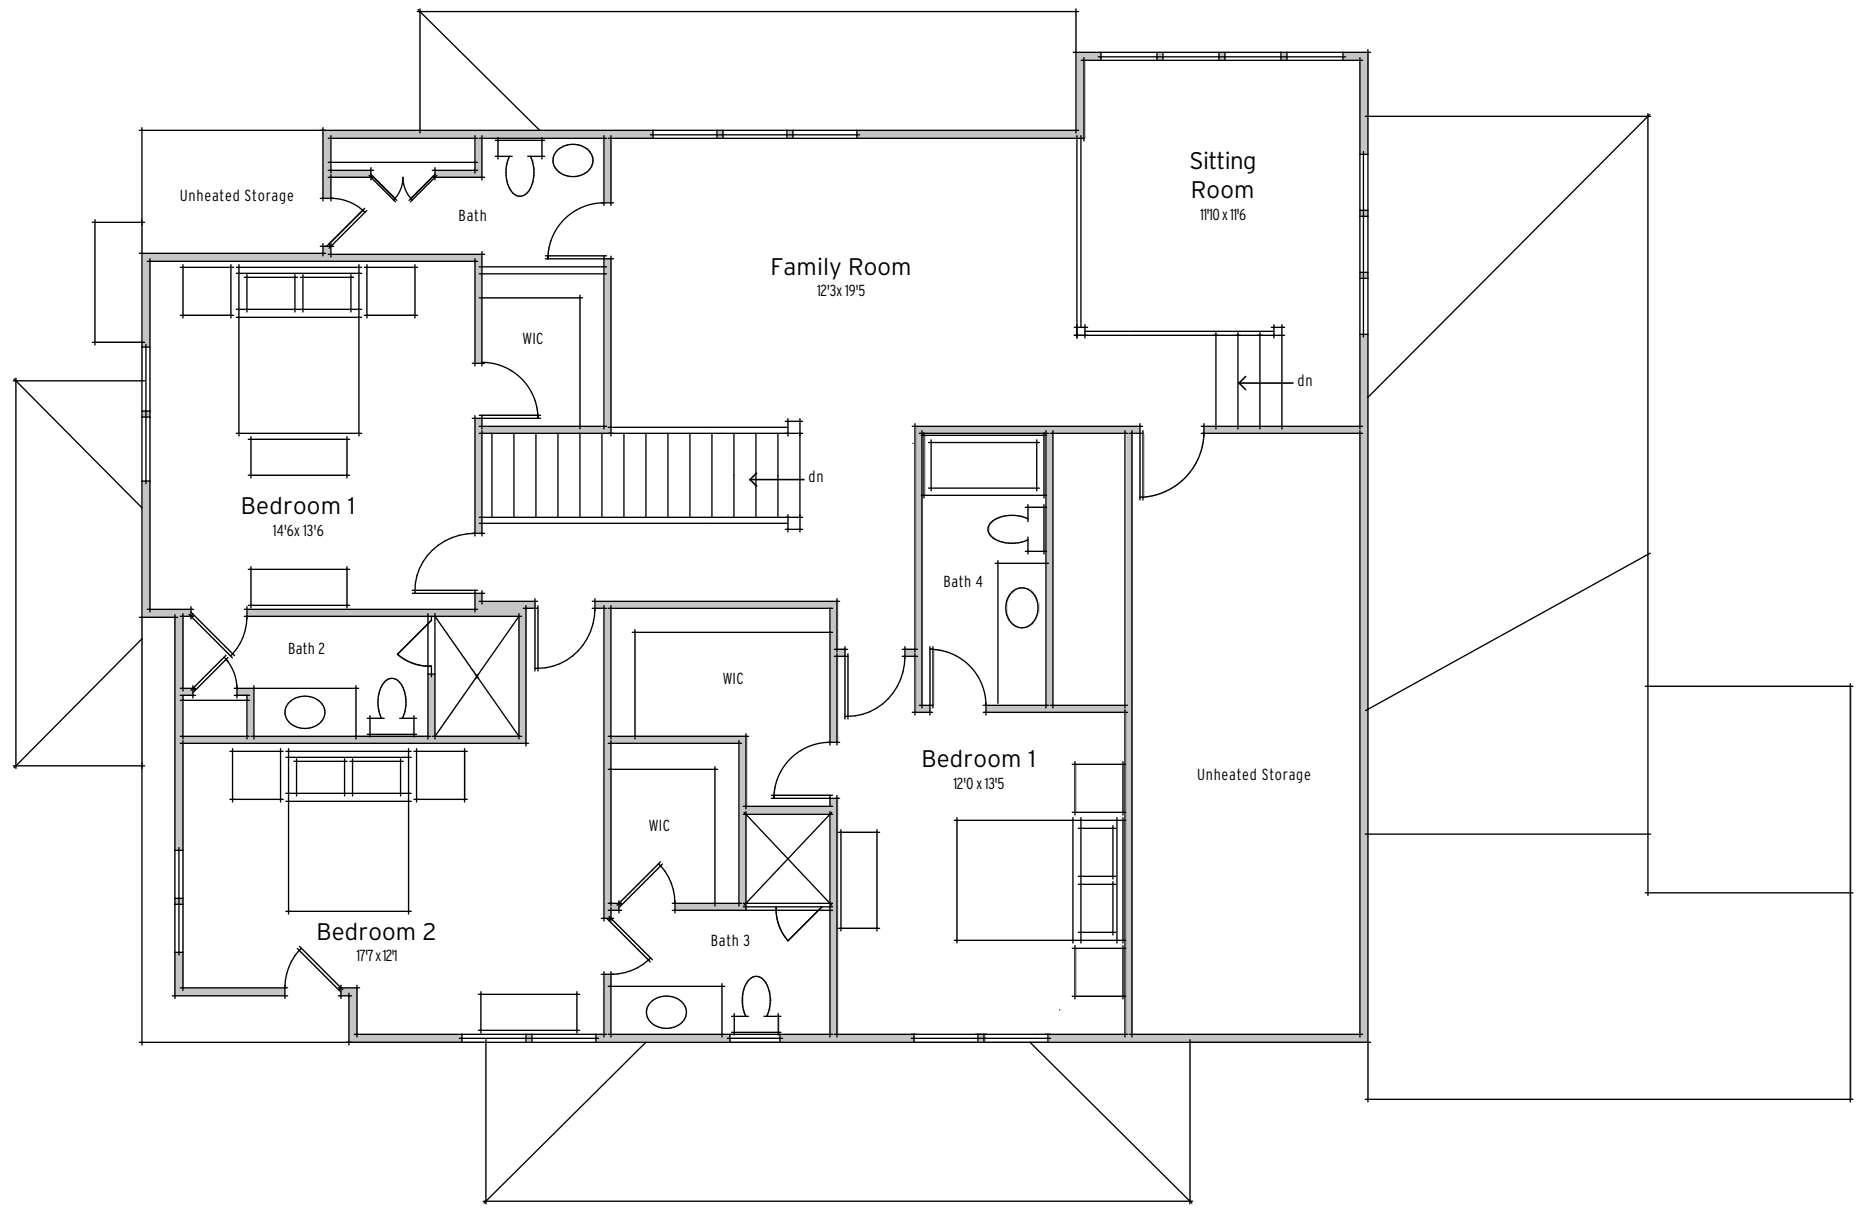 Sitting
Room
11'10 x 11'6
Unheated Storage
Bath
Family Room
12'3x 19'5
WIC
dn
dn
Bedroom 1
14'6x 13'6
Bath 4
Bath 2
WIC
Bedroom 1
12'0 x 13'5
Unheated Storage
WIC
Bedroom 2
17'7 x 12'1
Bath 3